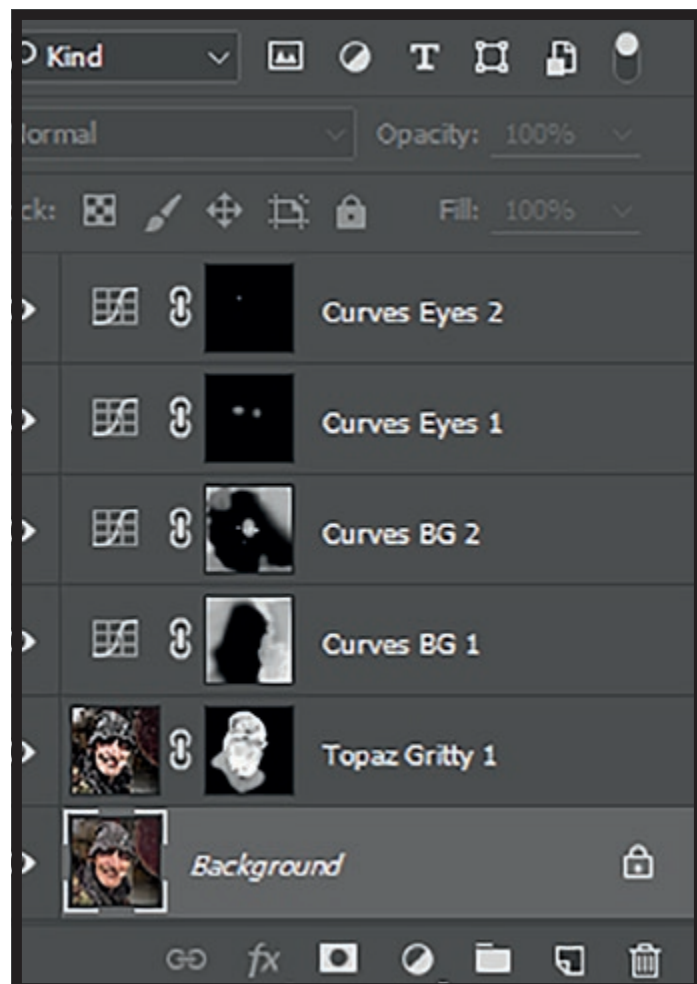 Kind
T
ormal Opacity: 100%
ck: Fill: 100%
Curves Eyes 2
Curves Eyes 1
Curves BG 2
Curves BG 1
Topaz Gritty 1
Background
fx